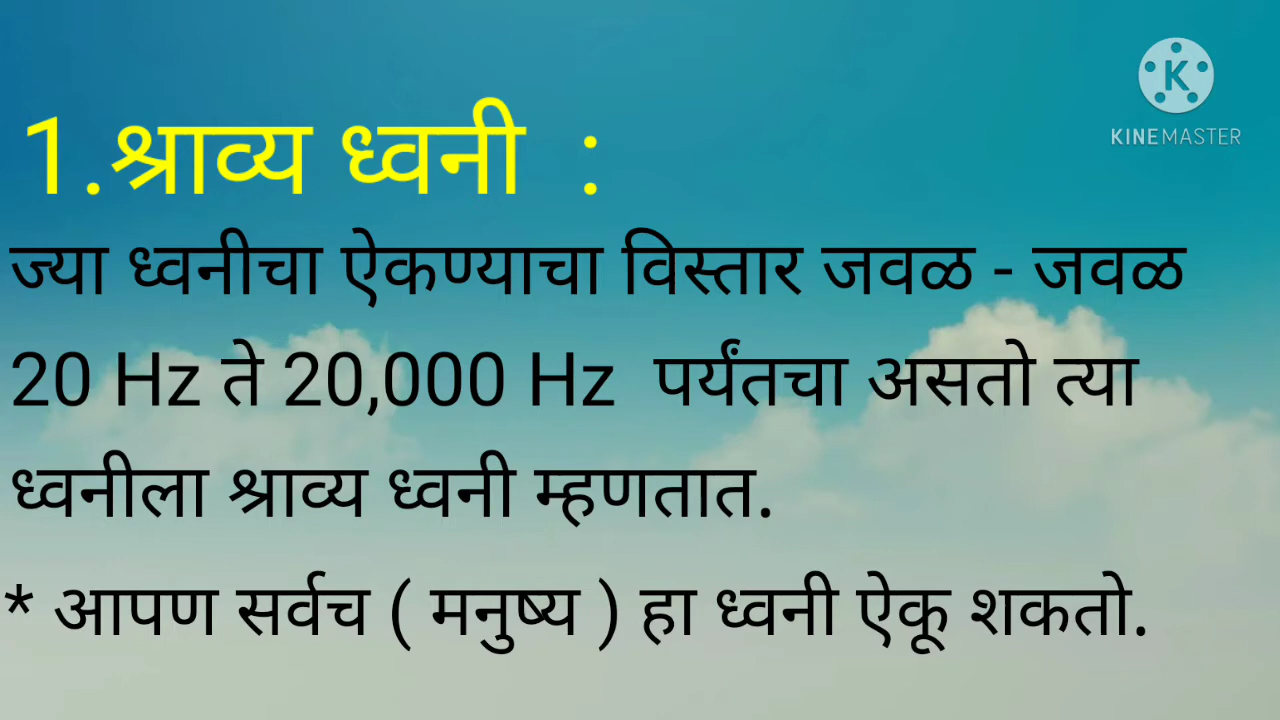 KINEMASTER
1.श्राव्य ध्वनी :
ज्या ध्वनीचा ऐकण्याचा विस्तार जवळ - जवळ
20 Hz ते 20,000 Hz पर्यंतचा असतो त्या
ध्वनीला श्राव्य ध्वनी म्हणतात.
* आपण सर्वच ( मनुष्य ) हा ध्वनी ऐकू शकतो.